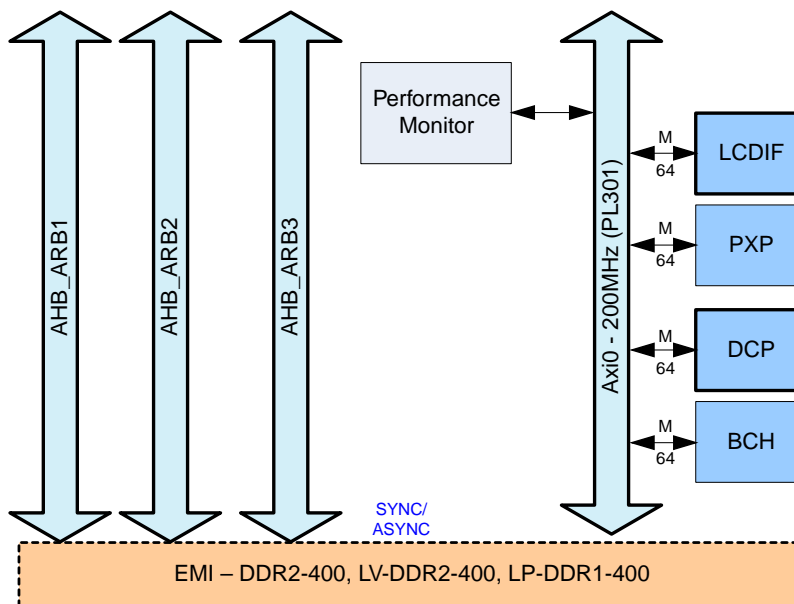 AHB_ARB1
AHB_ARB2
AHB_ARB3
Performance
Monitor
Axi0 - 200MHz (PL301)
M
64
LCDIF
M
64
PXP
M
64
DCP
M
64
BCH
SYNC/
ASYNC
EMI – DDR2-400, LV-DDR2-400, LP-DDR1-400